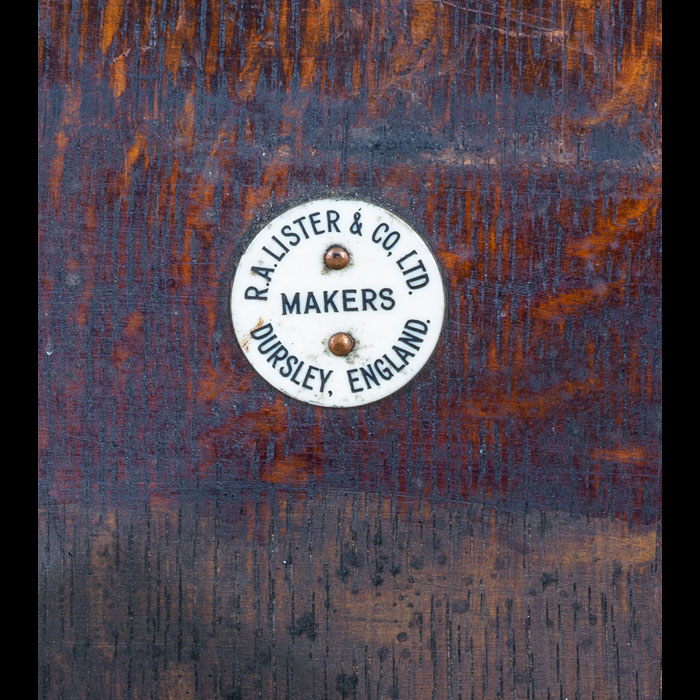 R.A. LISTER & CO, LTD.
MAKERS
DURSLEY, ENGLAND.